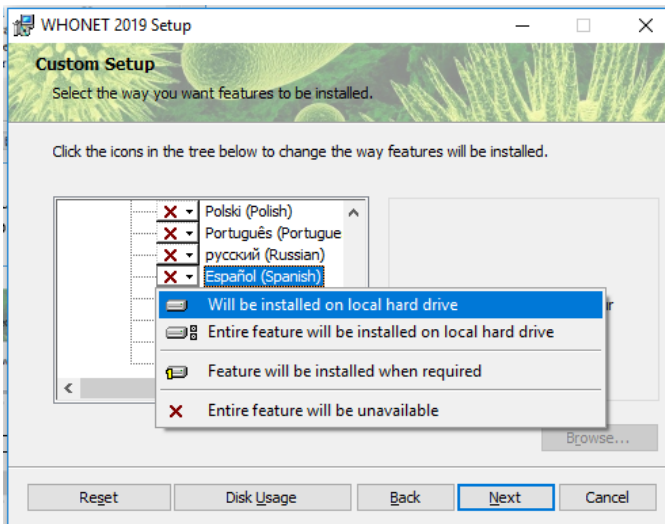 WHONET 2019 Setup
Custom Setup
Select the way you want features to be installed.
Click the icons in the tree below to change the way features will be installed.
Polski (Polish)
Português (Portugue
русский (Russian)
Español (Spanish)
Will be installed on local hard drive
Entire feature will be installed on local hard drive
Feature will be installed when required
Entire feature will be unavailable
Browse...
Reset
Disk Usage
Back
Next
Cancel